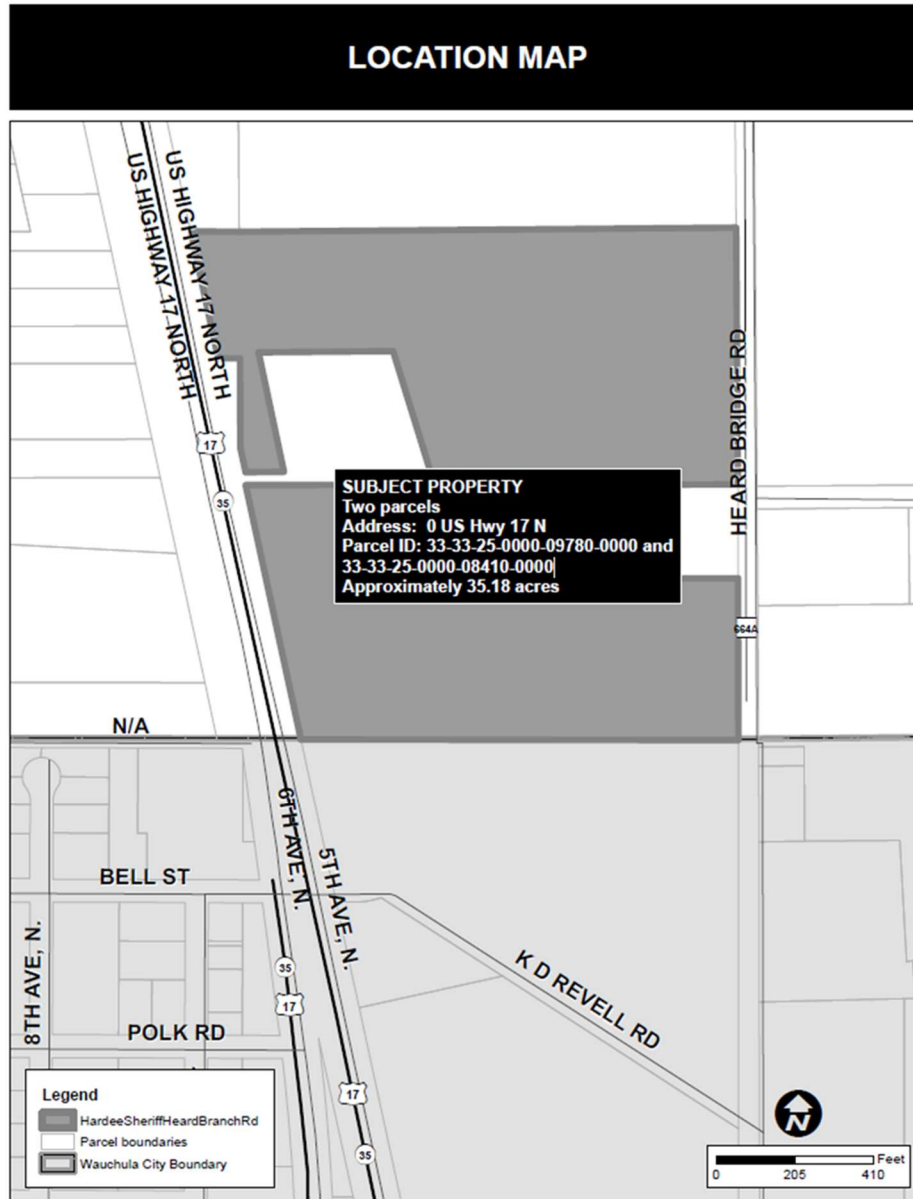 LOCATION MAP
US HIGHWAY 17 NORTH
US HIGHWAY 17 NORTH
17
35
HEARD BRIDGE RD
SUBJECT PROPERTY
Two parcels
Address: 0 US Hwy 17 N
Parcel ID: 33-33-25-0000-09780-0000 and
33-33-25-0000-08410-0000
Approximately 35.18 acres
664A
N/A
6TH AVE, N.
5TH AVE, N.
BELL ST
8TH AVE, N.
35
17
K D REVELL RD
POLK RD
17
35
Legend
HardeeSheriffHeardBranchRd
Parcel boundaries
Wauchula City Boundary
N
Feet
0 205 410